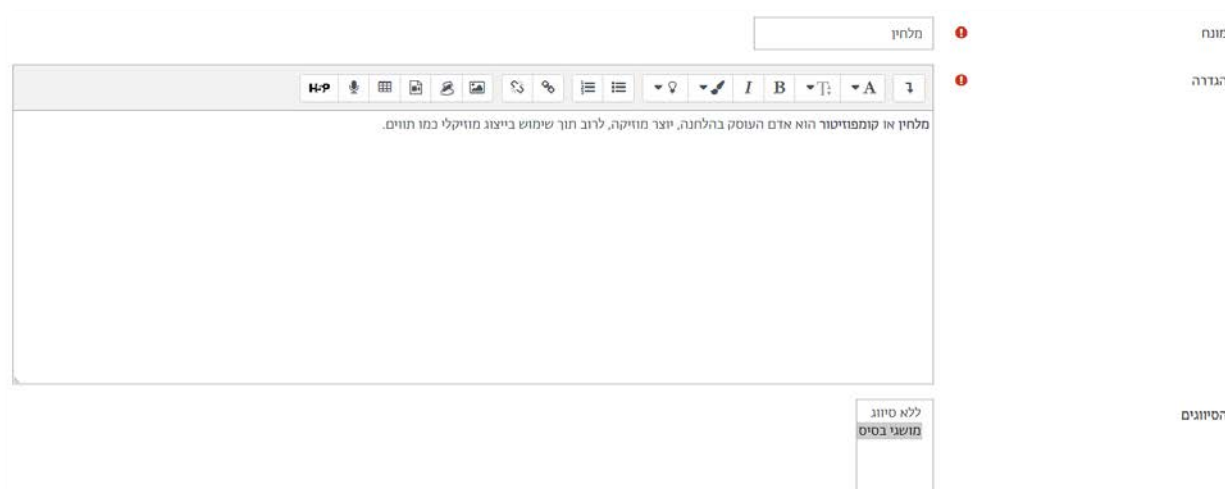 מונח
מלחין
הגדרה
A T B I H-P
מלחין או קומפוזיטור הוא אדם העוסק בהלחנה, יוצר מוזיקה, לרוב תוך שימוש בייצוג מוזיקלי כמו תווים.
הסיווגים
ללא סיווג
מושגי בסיס